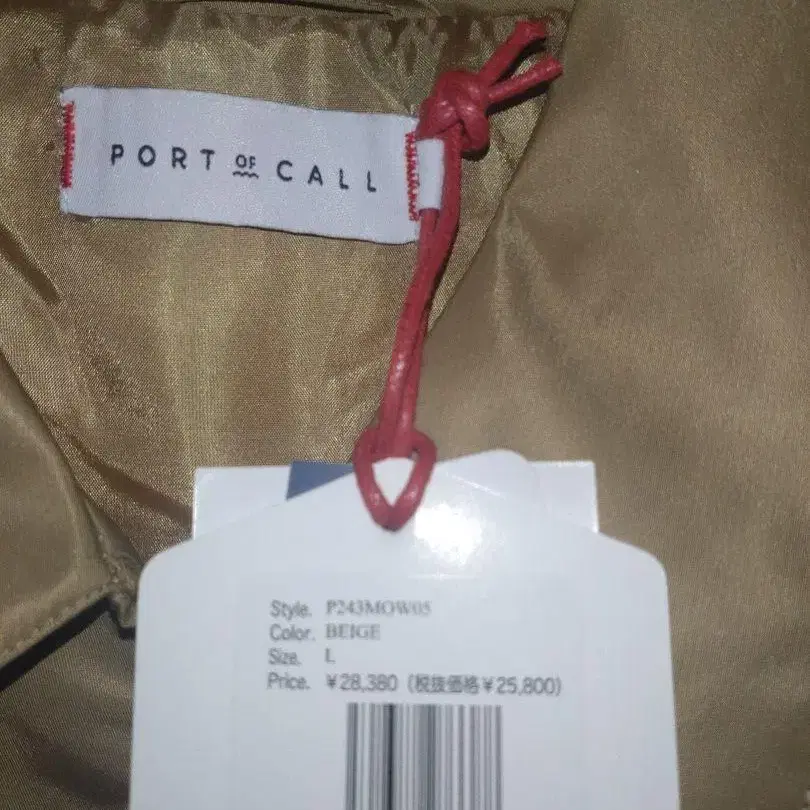 PORT OF CALL
Style. P243MOW05
Color. BEIGE
Size. L
Price. ¥28,380 (税抜価格¥25,800)